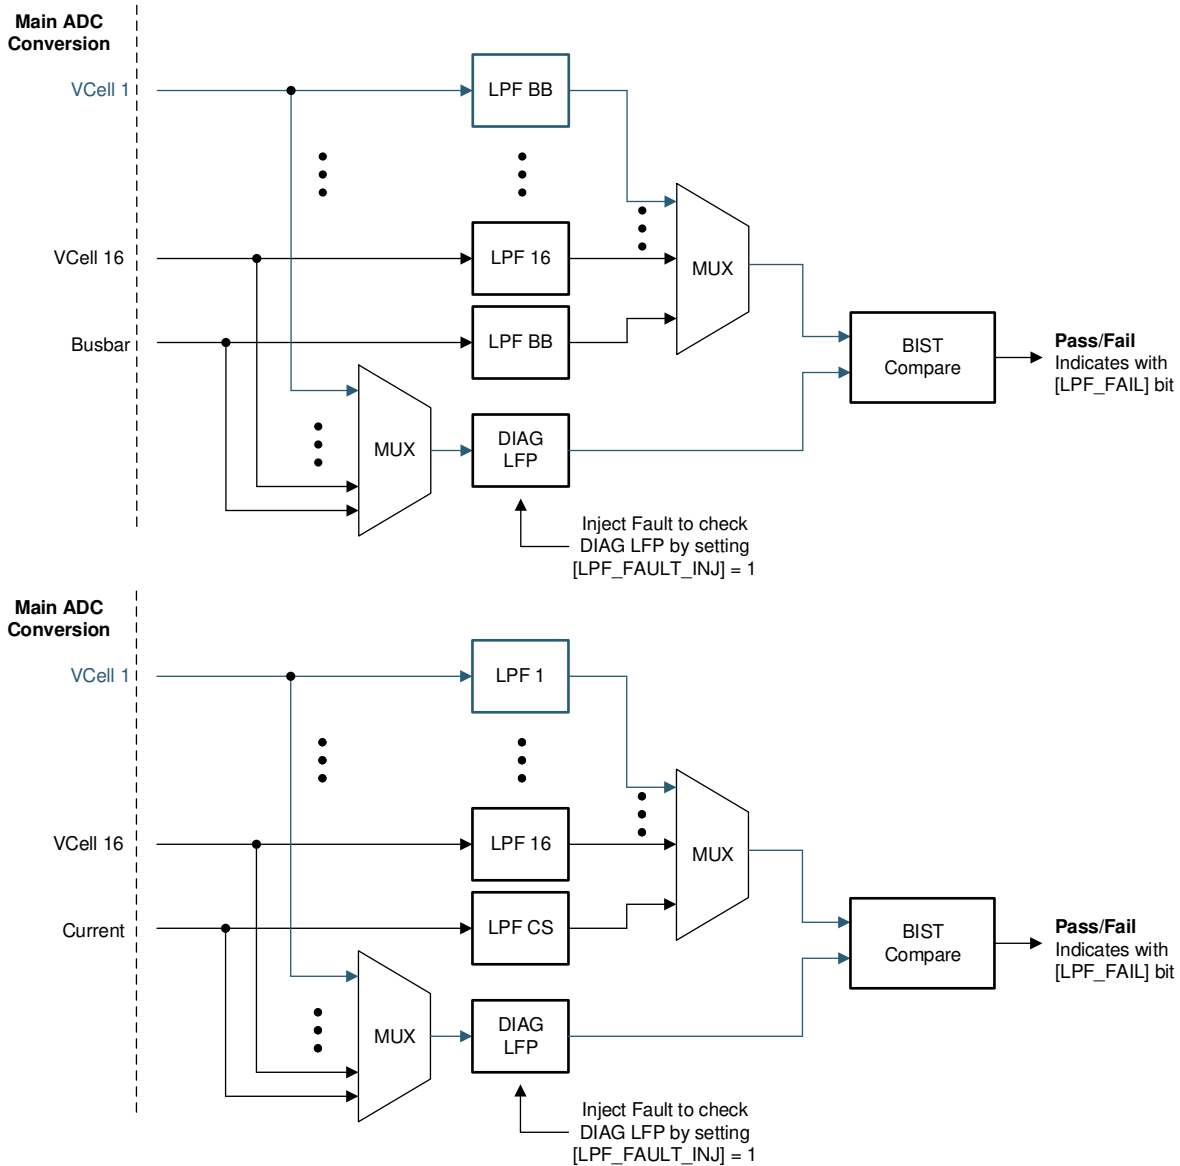 Main ADC
Conversion
VCell 1
LPF BB
VCell 16
LPF 16
MUX
Busbar
LPF BB
BIST
Compare
Pass/Fail
Indicates with
[LPF_FAIL] bit
MUX
DIAG
LFP
Inject Fault to check
DIAG LFP by setting
[LPF_FAULT_INJ] = 1
Main ADC
Conversion
VCell 1
LPF 1
VCell 16
LPF 16
MUX
Current
LPF CS
BIST
Compare
Pass/Fail
Indicates with
[LPF_FAIL] bit
MUX
DIAG
LFP
Inject Fault to check
DIAG LFP by setting
[LPF_FAULT_INJ] = 1